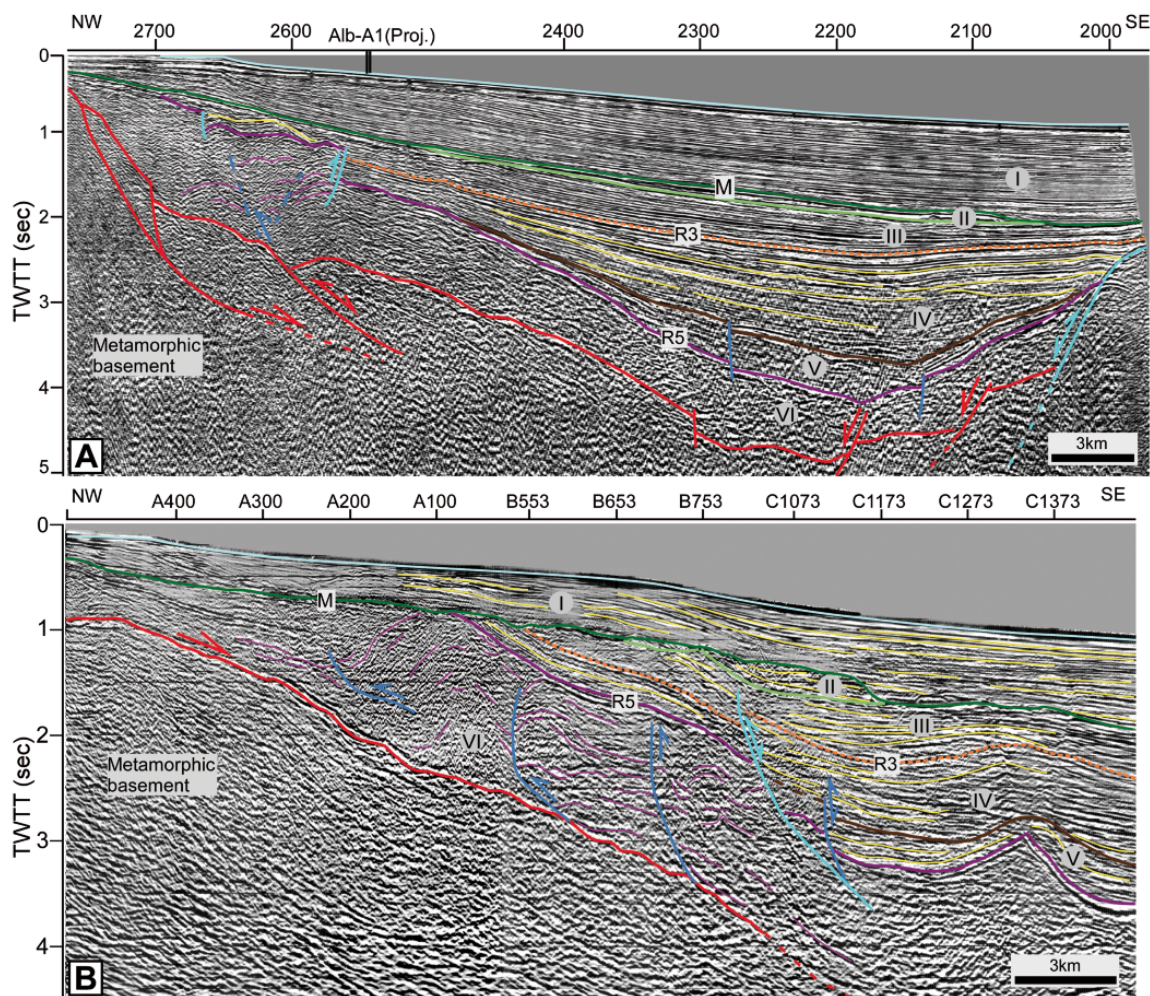 NW
2700
2600
Alb-A1(Proj.)
2400
2300
2200
2100
2000
SE
0
1
2
3
4
5
TWTT (sec)
I
M
II
III
R3
IV
R5
V
VI
Metamorphic
basement
A
3km
NW
A400
A300
A200
A100
B553
B653
B753
C1073
C1173
C1273
C1373
SE
0
1
2
3
4
TWTT (sec)
M
I
II
R5
III
VI
R3
IV
V
Metamorphic
basement
B
3km